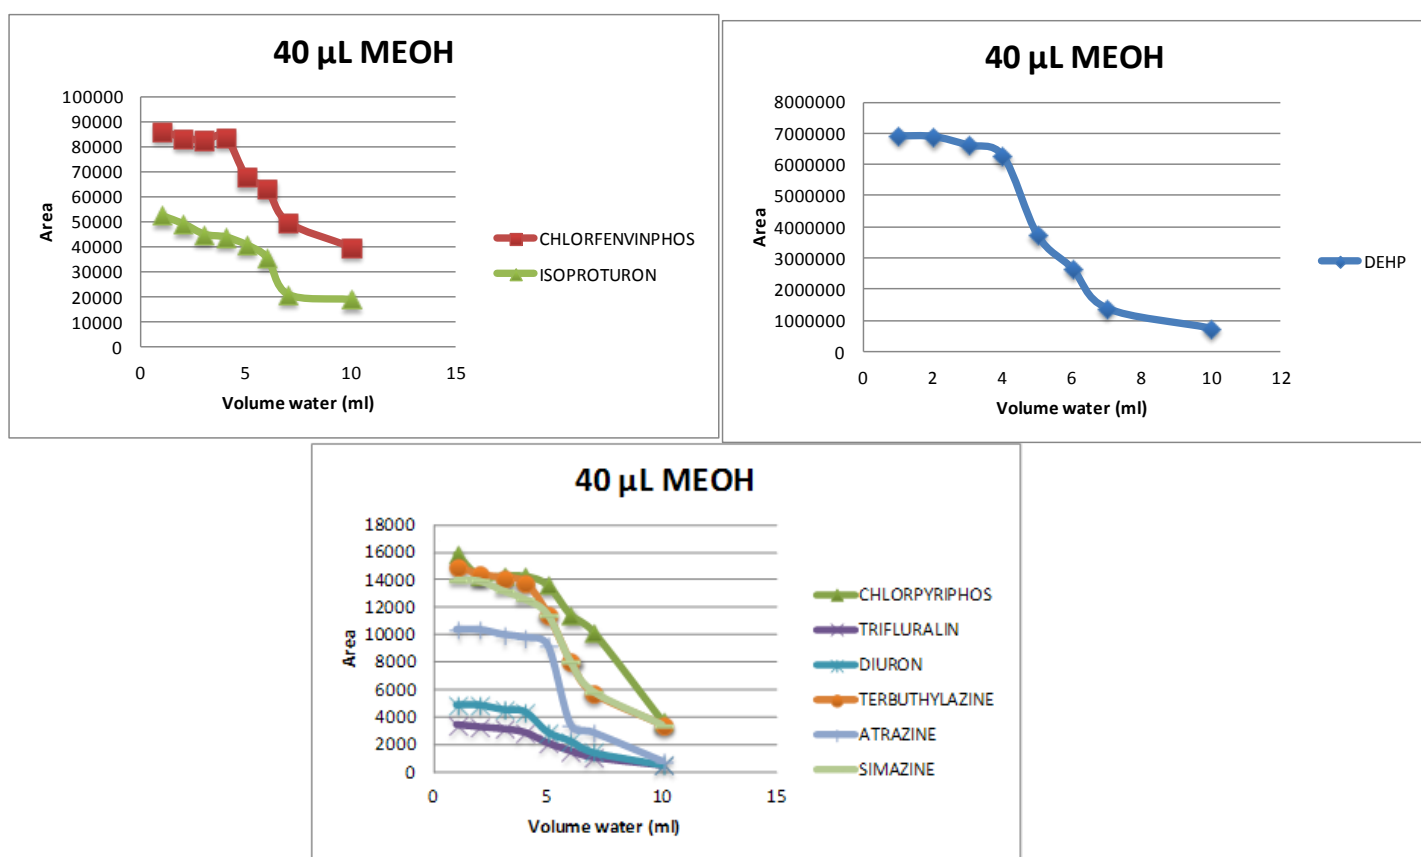 40 µL MEOH
100000
90000
80000
70000
60000
50000
40000
30000
20000
10000
0
Area
0 5 10 15
Volume water (ml)
CHLORFENVINPHOS
ISOPROTURON
40 µL MEOH
8000000
7000000
6000000
5000000
4000000
3000000
2000000
1000000
0
Area
0 2 4 6 8 10 12
Volume water (ml)
DEHP
40 µL MEOH
18000
16000
14000
12000
10000
8000
6000
4000
2000
0
Area
0 5 10 15
Volume water (ml)
CHLORPYRIPHOS
TRIFLURALIN
DIURON
TERBUTHYLAZINE
ATRAZINE
SIMAZINE